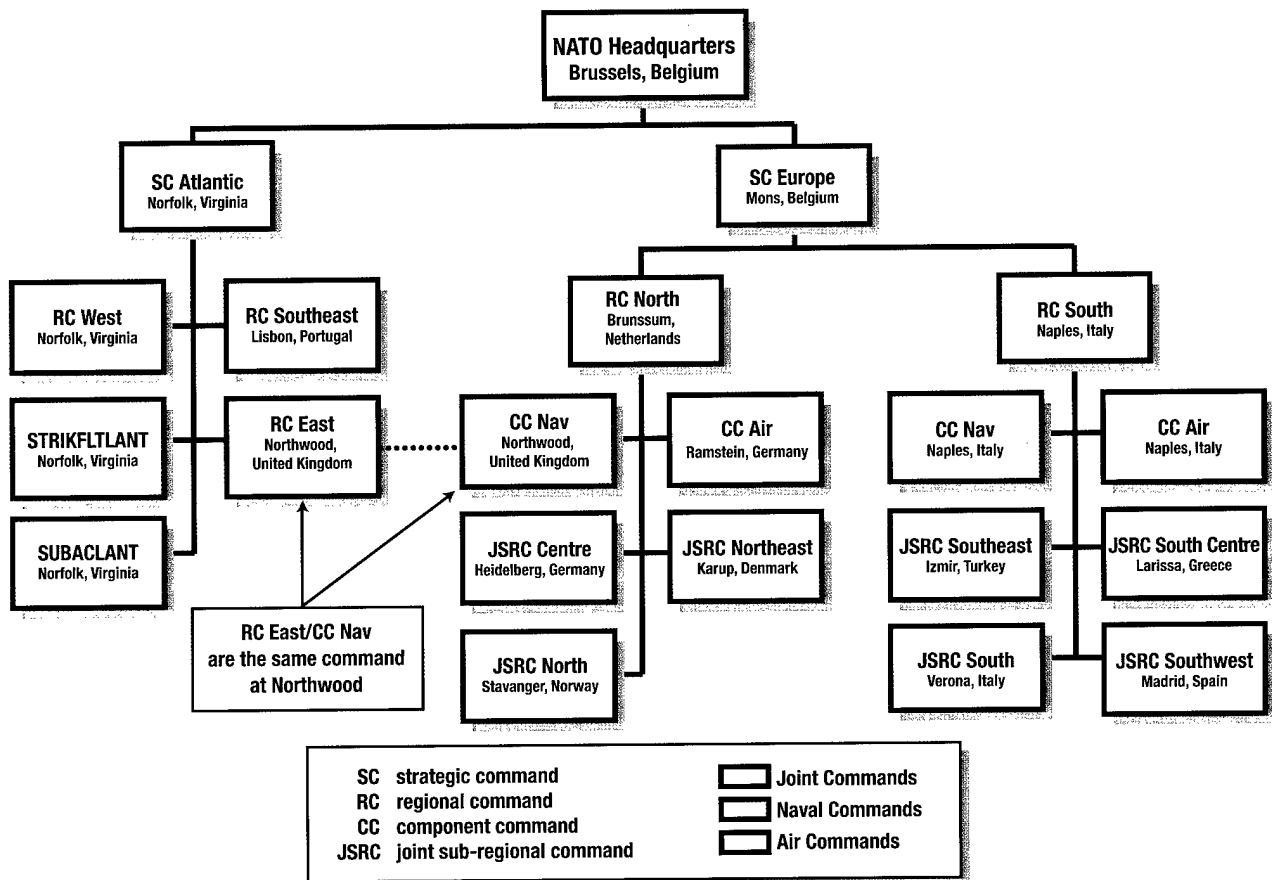 NATO Headquarters
Brussels, Belgium
SC Atlantic
Norfolk, Virginia
SC Europe
Mons, Belgium
RC West
Norfolk, Virginia
RC Southeast
Lisbon, Portugal
RC North
Brunssum,
Netherlands
RC South
Naples, Italy
STRIKFLTLANT
Norfolk, Virginia
RC East
Northwood,
United Kingdom
CC Nav
Northwood,
United Kingdom
CC Air
Ramstein, Germany
CC Nav
Naples, Italy
CC Air
Naples, Italy
SUBACLANT
Norfolk, Virginia
JSRC Centre
Heidelberg, Germany
JSRC Northeast
Karup, Denmark
JSRC Southeast
Izmir, Turkey
JSRC South Centre
Larissa, Greece
RC East/CC Nav
are the same command
at Northwood
JSRC North
Stavanger, Norway
JSRC South
Verona, Italy
JSRC Southwest
Madrid, Spain
SC strategic command
RC regional command
CC component command
JSRC joint sub-regional command
Joint Commands
Naval Commands
Air Commands